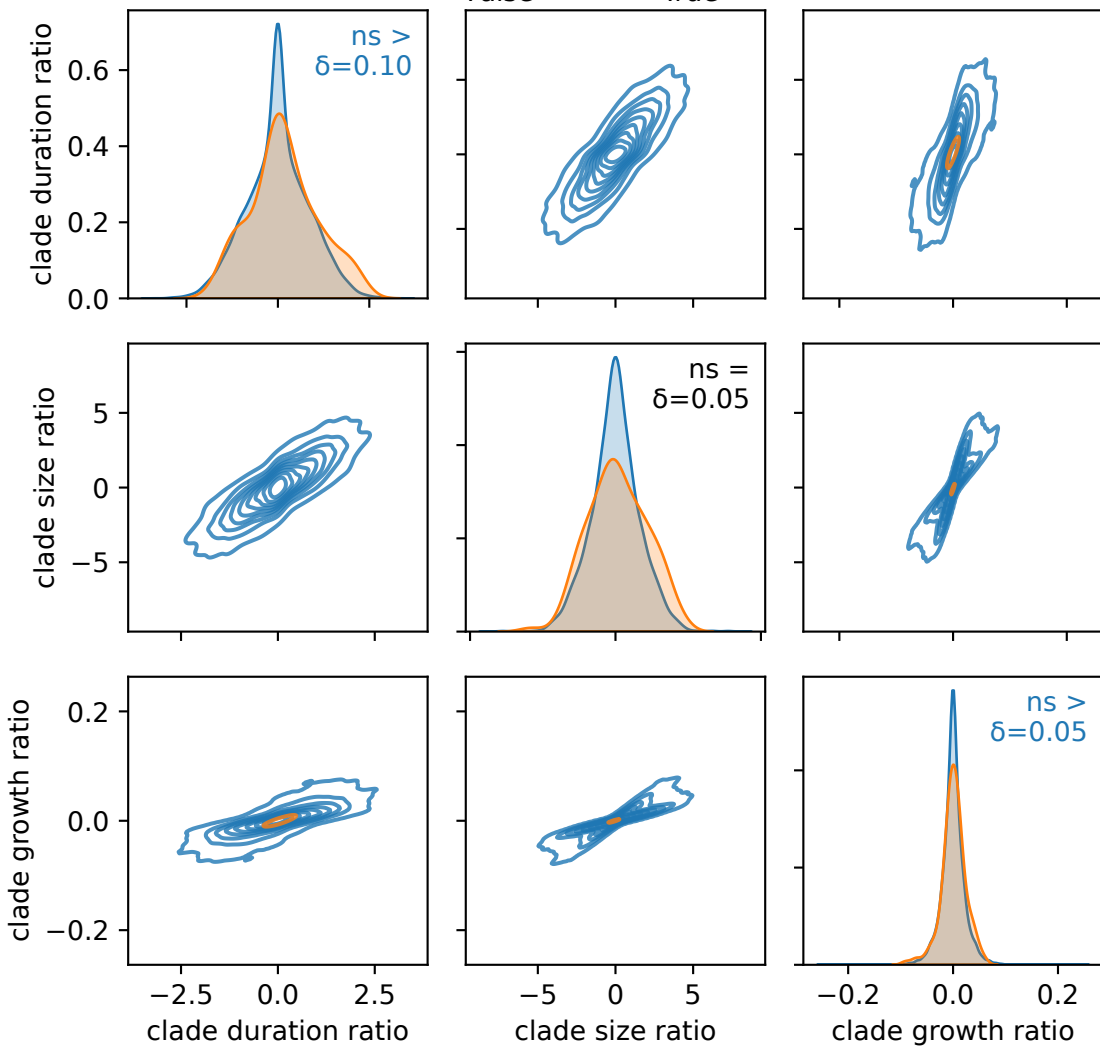 clade duration ratio
0.6
0.4
0.2
0.0
ns >
δ=0.10
clade size ratio
5
0
−5
ns =
δ=0.05
clade growth ratio
0.2
0.0
−0.2
ns >
δ=0.05
−2.5 0.0 2.5
−5 0 5
−0.2 0.0 0.2
clade duration ratio
clade size ratio
clade growth ratio